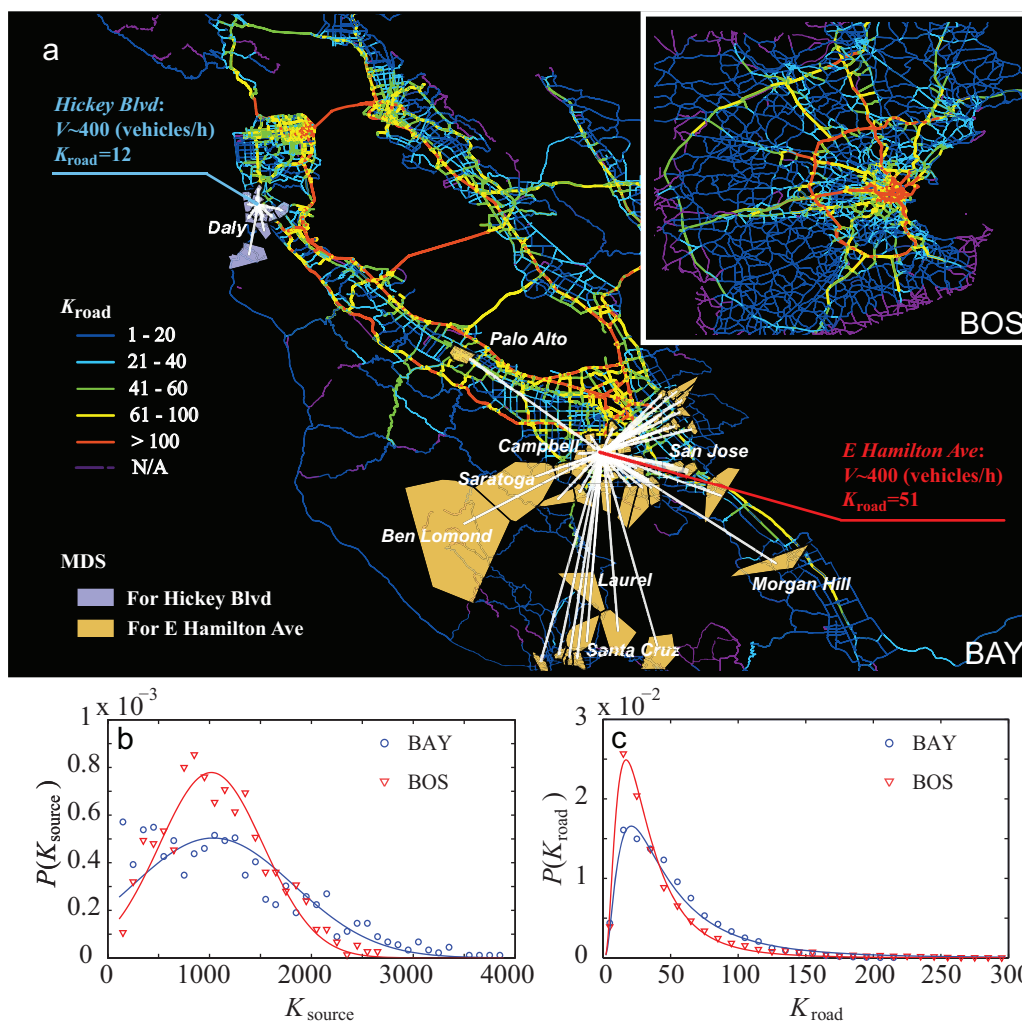 a
Hickey Blvd:
V~400 (vehicles/h)
Kroad=12
Daly
Kroad
1 - 20
21 - 40
41 - 60
61 - 100
> 100
N/A
MDS
For Hickey Blvd
For E Hamilton Ave
Palo Alto
Campbell
San Jose
Saratoga
Ben Lomond
Laurel
Morgan Hill
Santa Cruz
E Hamilton Ave:
V~400 (vehicles/h)
Kroad=51
BOS
BAY
b
1 x 10−3
0.8
0.6
0.4
0.2
0
P(Ksource)
BAY
BOS
0
1000
2000
3000
4000
K source
c
3 x 10−2
2
1
0
P(Kroad)
BAY
BOS
0
50
100
150
200
250
300
K road